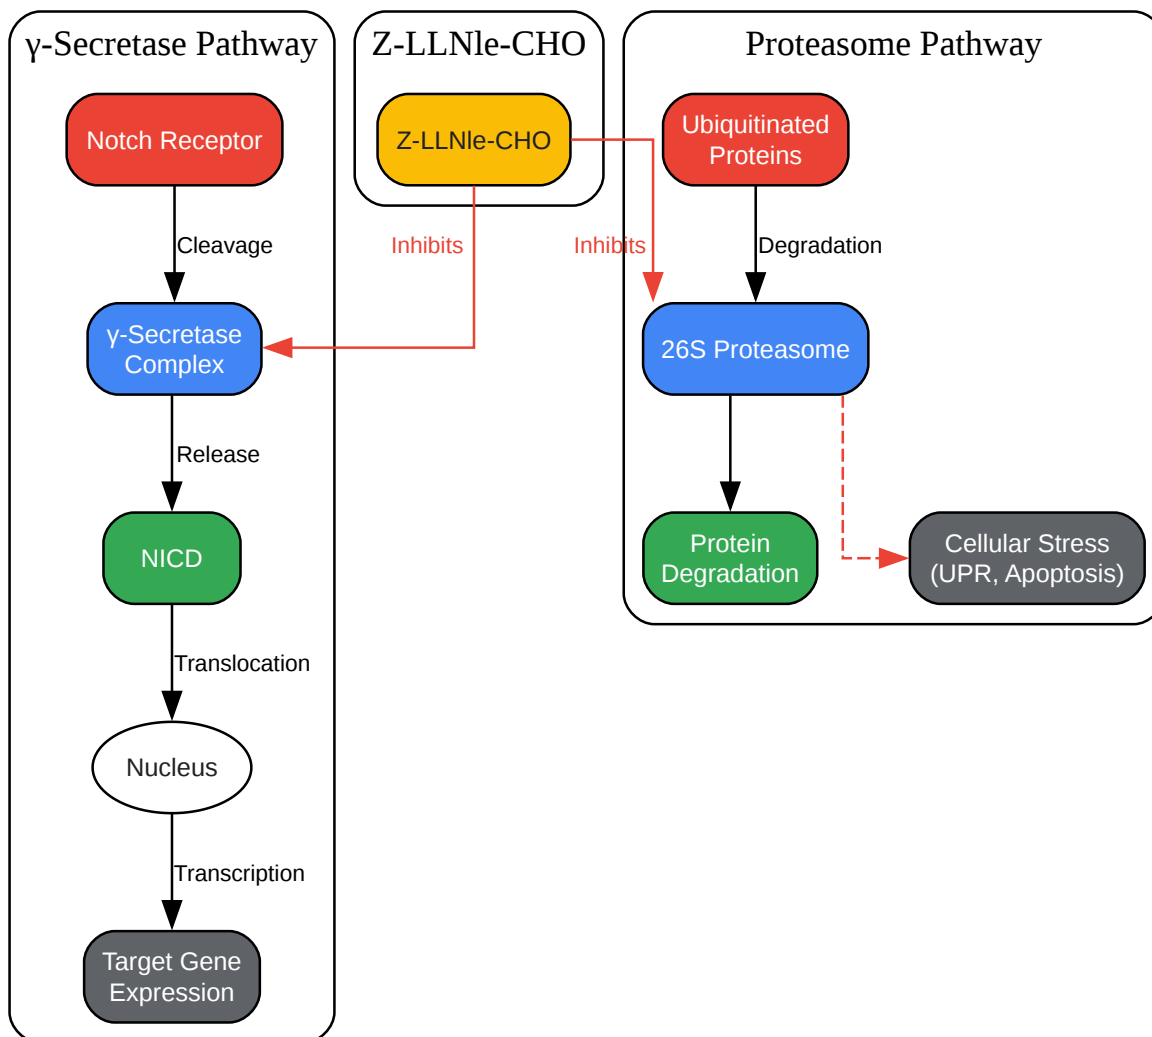 γ-Secretase Pathway
Notch Receptor
Cleavage
γ-Secretase
Complex
Release
NICD
Translocation
Nucleus
Transcription
Target Gene
Expression
Z-LLNle-CHO
Z-LLNle-CHO
Inhibits
Inhibits
Proteasome Pathway
Ubiquitinated
Proteins
Degradation
26S Proteasome
Protein
Degradation
Cellular Stress
(UPR, Apoptosis)